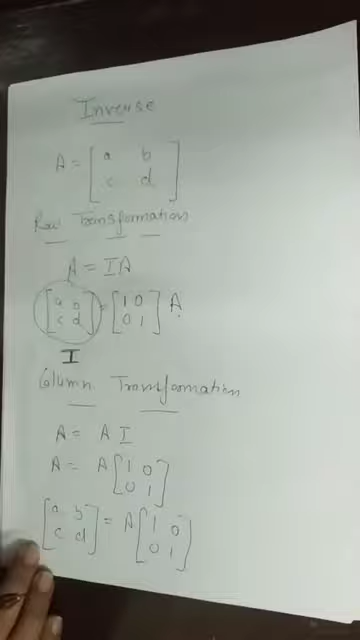 Inverse
A = [a b
c d]
Row Transformation
A = IA
[a b
c d] = [1 0
0 1] A
I
Column Transformation
A = A I
A = A [1 0
0 1]
[a b
c d] = A [1 0
0 1]